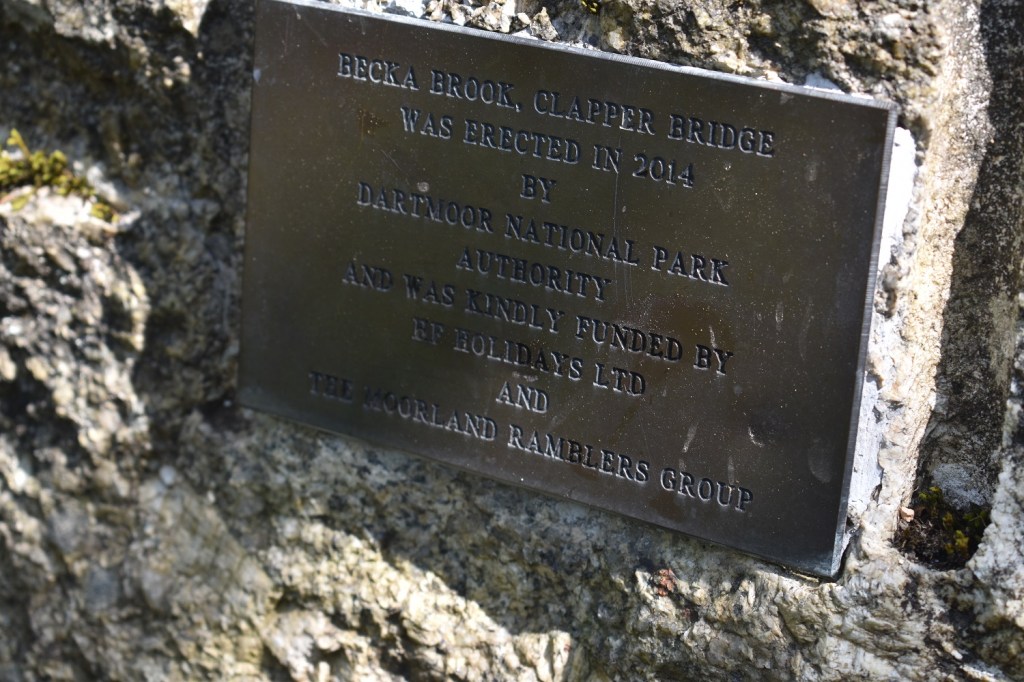 BECKA BROOK, CLAPPER BRIDGE
WAS ERECTED IN 2014
BY
DARTMOOR NATIONAL PARK
AUTHORITY
AND WAS KINDLY FUNDED BY
HF HOLIDAYS LTD
AND
THE MOORLAND RAMBLERS GROUP